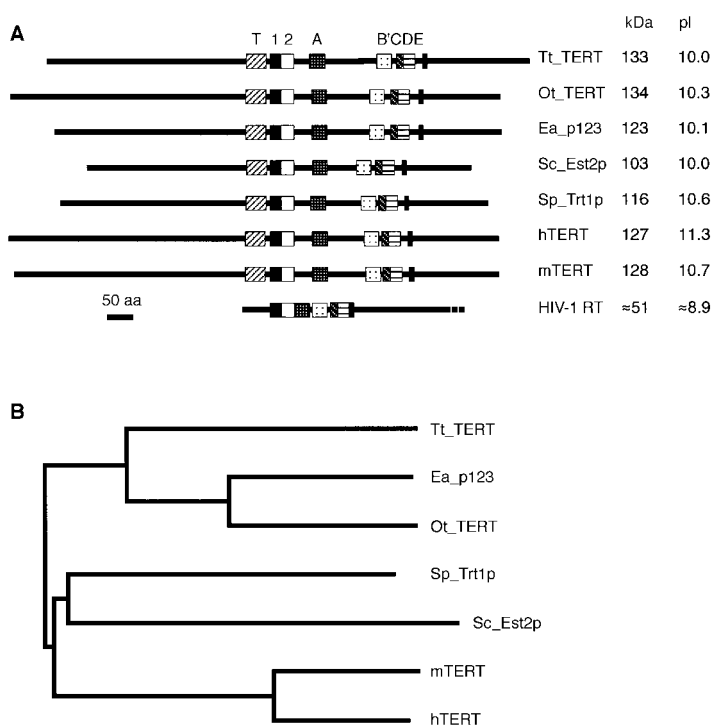 A
T 1 2 A B'CDE kDa pI
Tt_TERT 133 10.0
Ot_TERT 134 10.3
Ea_p123 123 10.1
Sc_Est2p 103 10.0
Sp_Trt1p 116 10.6
hTERT 127 11.3
mTERT 128 10.7
50 aa
HIV-1 RT ≈51 ≈8.9
B
Tt_TERT
Ea_p123
Ot_TERT
Sp_Trt1p
Sc_Est2p
mTERT
hTERT